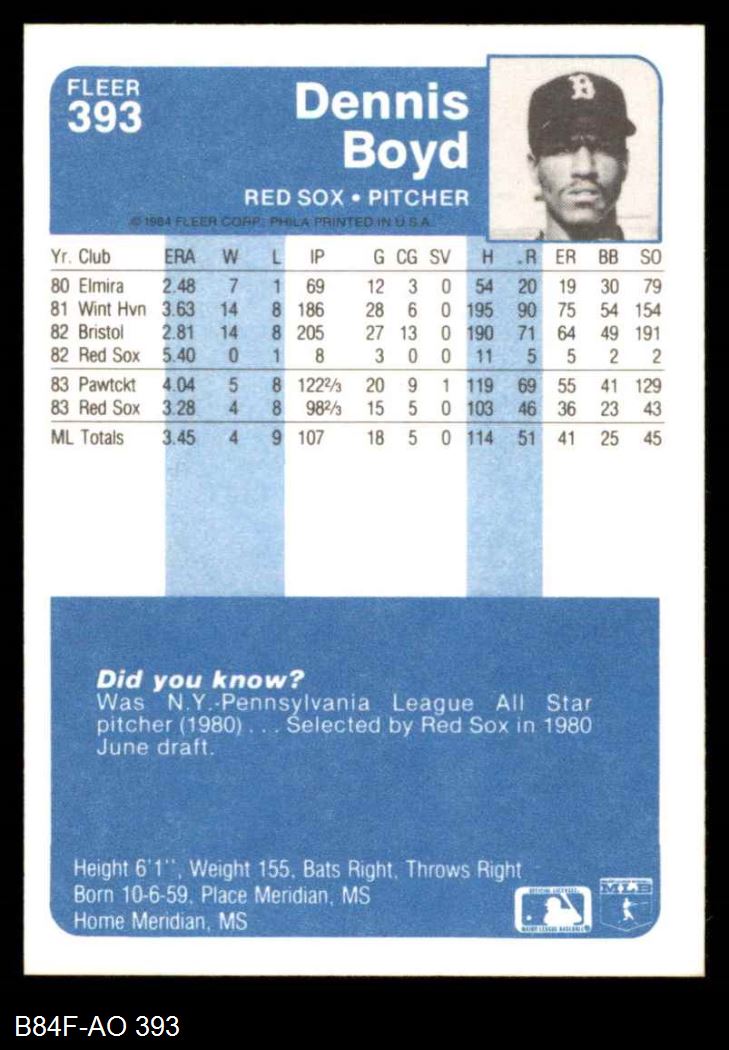 FLEER
393
Dennis
Boyd
RED SOX • PITCHER
© 1984 FLEER CORP. PHILA PRINTED IN U.S.A.
B
Yr. Club ERA W L IP G CG SV H R ER BB SO
80 Elmira 2.48 7 1 69 12 3 0 54 20 19 30 79
81 Wint Hvn 3.63 14 8 186 28 6 0 195 90 75 54 154
82 Bristol 2.81 14 8 205 27 13 0 190 71 64 49 191
82 Red Sox 5.40 0 1 8 3 0 0 11 5 5 2 2
83 Pawtckt 4.04 5 8 122⅔ 20 9 1 119 69 55 41 129
83 Red Sox 3.28 4 8 98⅔ 15 5 0 103 46 36 23 43
ML Totals 3.45 4 9 107 18 5 0 114 51 41 25 45
Did you know?
Was N.Y.-Pennsylvania League All Star
pitcher (1980) . . . Selected by Red Sox in 1980
June draft.
Height 6'1'', Weight 155, Bats Right, Throws Right
Born 10-6-59, Place Meridian, MS
Home Meridian, MS
OFFICIAL LICENSEE
MAJOR LEAGUE BASEBALL
MLB
B84F-AO 393